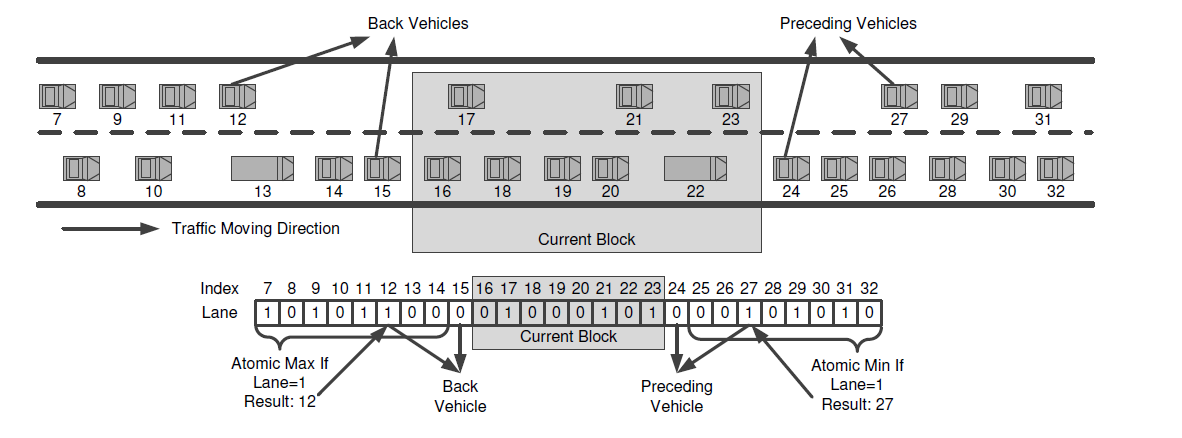 Back Vehicles Preceding Vehicles
7 9 11 12 17 21 23 27 29 31
8 10 13 14 15 16 18 19 20 22 24 25 26 28 30 32
Traffic Moving Direction
Current Block
Index 7 8 9 10 11 12 13 14 15 16 17 18 19 20 21 22 23 24 25 26 27 28 29 30 31 32
Lane 1 0 1 0 1 1 0 0 0 0 1 0 0 0 1 0 1 0 0 0 1 0 1 0 1 0
Current Block
Atomic Max If
Lane=1
Result: 12
Back
Vehicle
Preceding
Vehicle
Atomic Min If
Lane=1
Result: 27